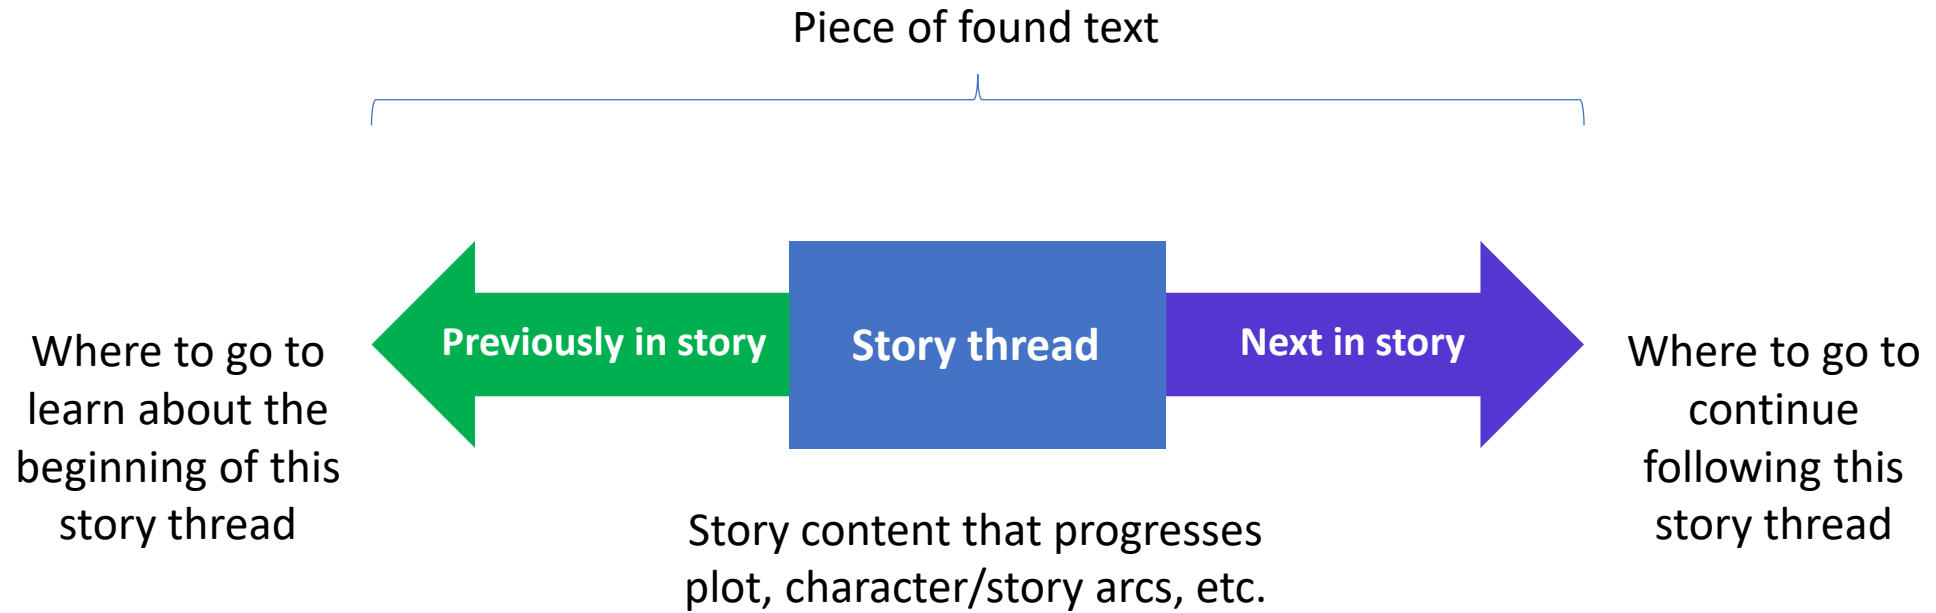 Piece of found text
Where to go to
learn about the
beginning of this
story thread
Previously in story
Story thread
Next in story
Where to go to
continue
following this
story thread
Story content that progresses
plot, character/story arcs, etc.